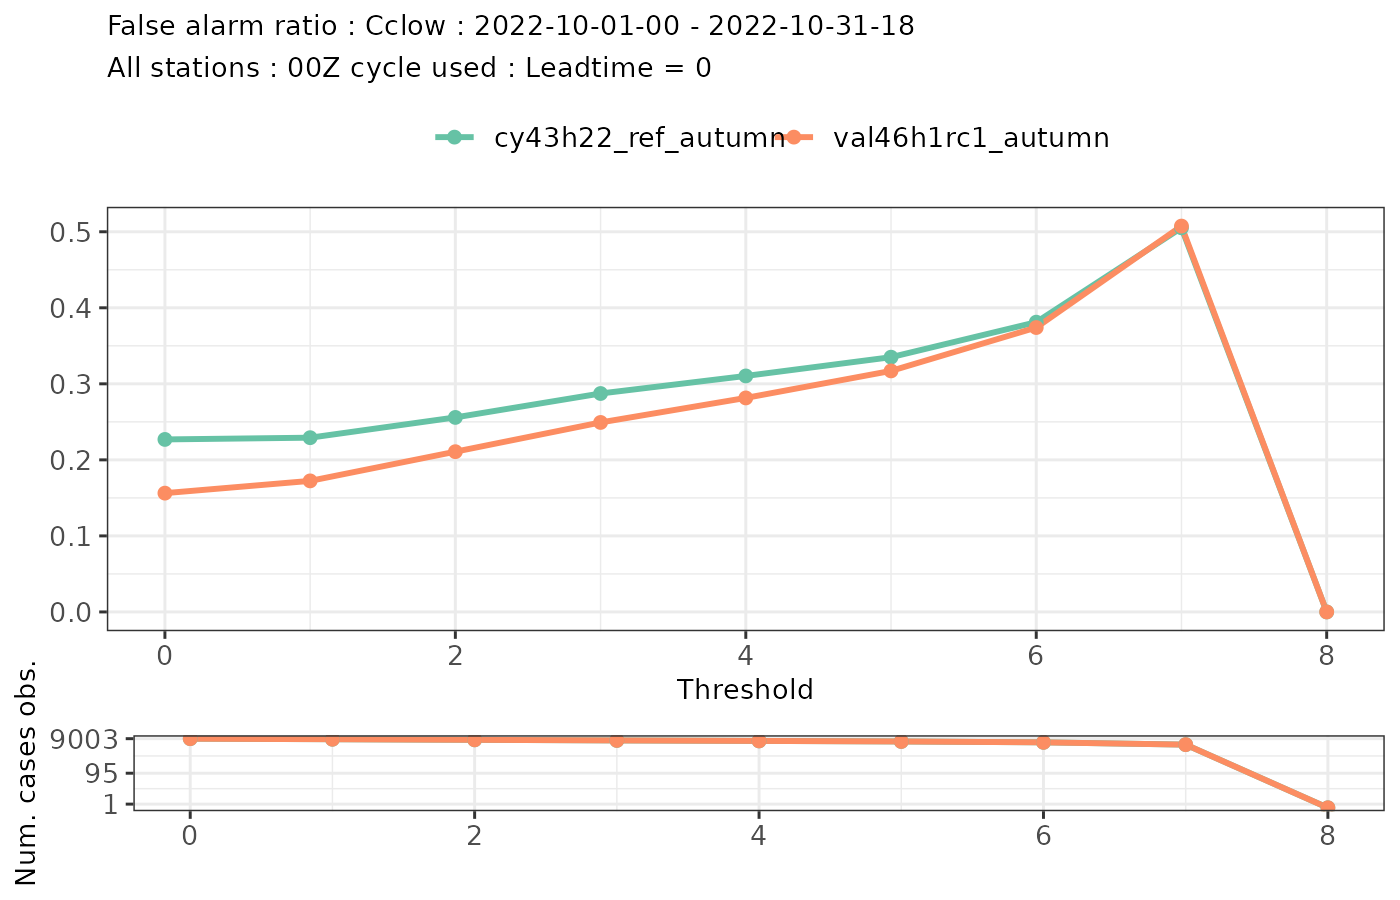 False alarm ratio : Cclow : 2022-10-01-00 - 2022-10-31-18
All stations : 00Z cycle used : Leadtime = 0
cy43h22_ref_autumn val46h1rc1_autumn
0.5
0.4
0.3
0.2
0.1
0.0
0 2 4 6 8
Threshold
Num. cases obs.
9003
95
1
0 2 4 6 8